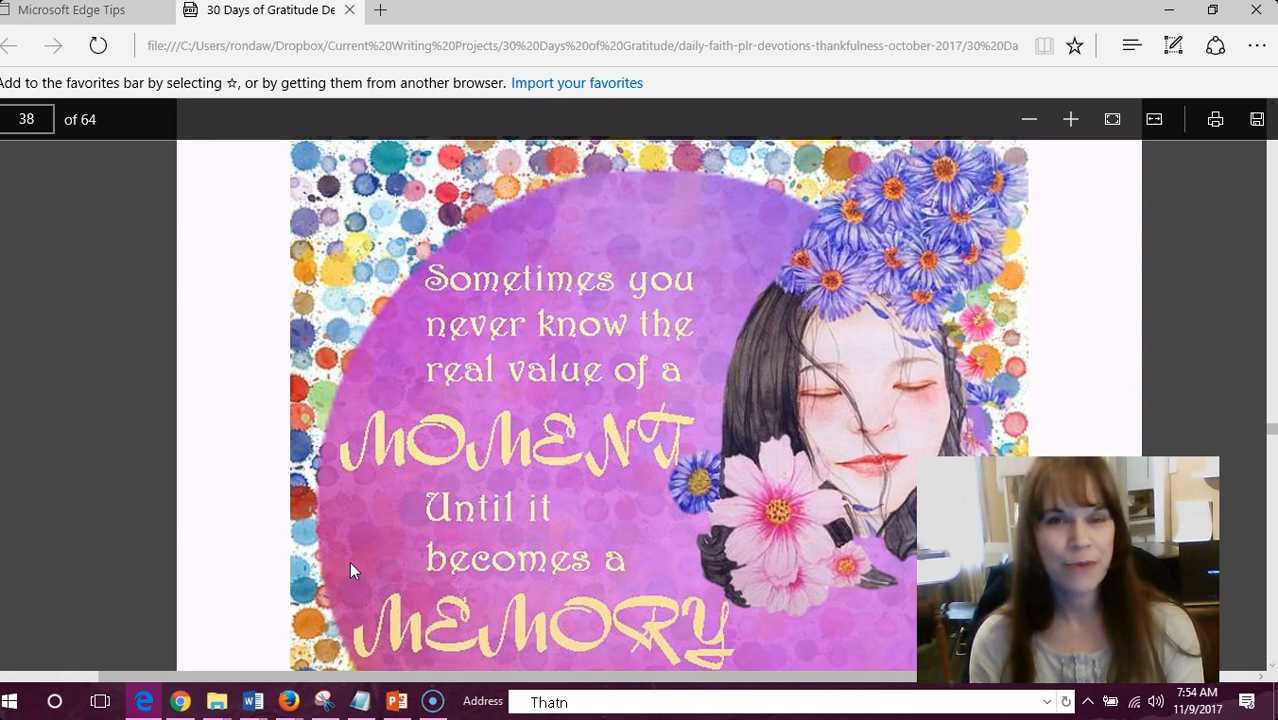 Microsoft Edge Tips
30 Days of Gratitude De
file:///C:/Users/rondaw/Dropbox/Current%20Writing%20Projects/30%20Days%20of%20Gratitude/daily-faith-plr-devotions-thankfulness-october-2017/30%20Da
Add to the favorites bar by selecting ☆, or by getting them from another browser. Import your favorites
38 of 64
Sometimes you
never know the
real value of a
MOMENT
Until it
becomes a
MEMORY
Address Thatn
7:54 AM
11/9/2017